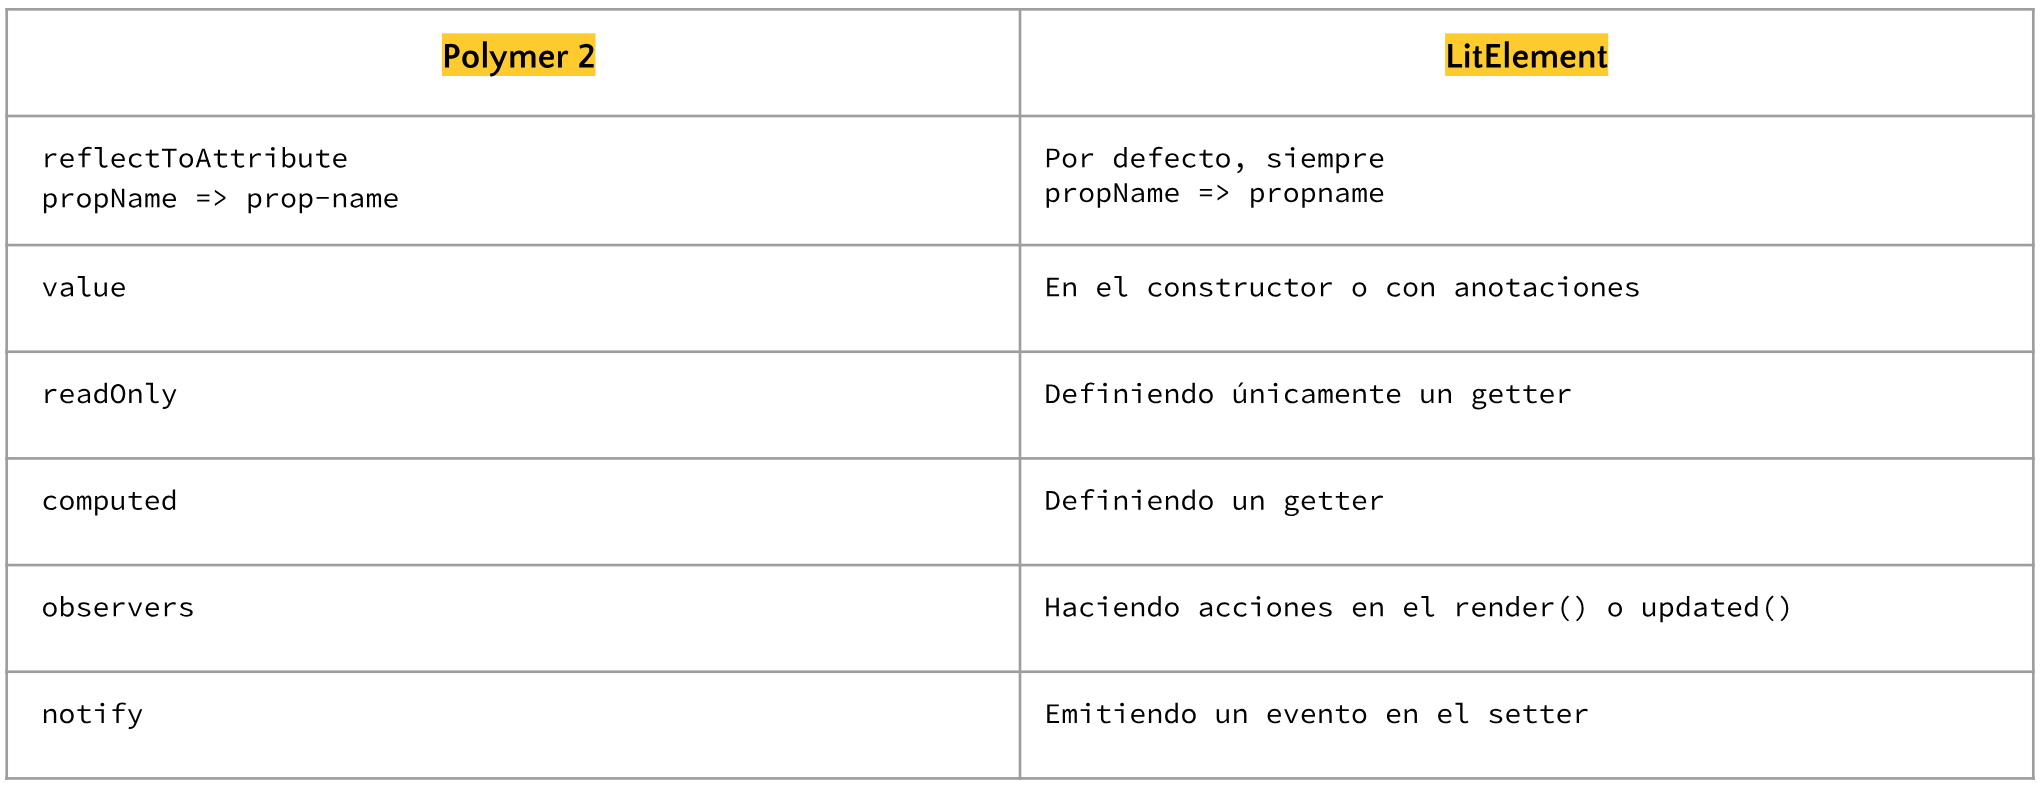 Polymer 2
LitElement
reflectToAttribute
propName => prop-name
Por defecto, siempre
propName => propname
value
En el constructor o con anotaciones
readOnly
Definiendo únicamente un getter
computed
Definiendo un getter
observers
Haciendo acciones en el render() o updated()
notify
Emitiendo un evento en el setter